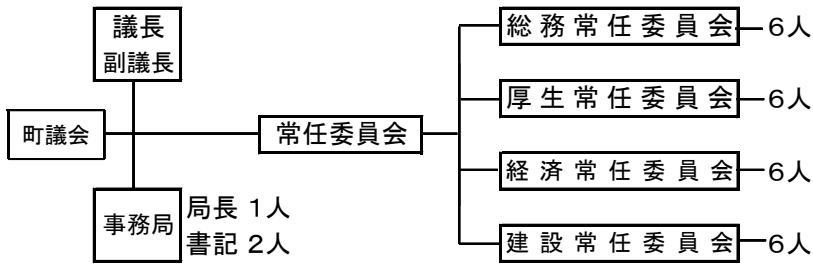 議長
副議長
町議会
事務局
局長 1人
書記 2人
常任委員会
総務常任委員会 6人
厚生常任委員会 6人
経済常任委員会 6人
建設常任委員会 6人